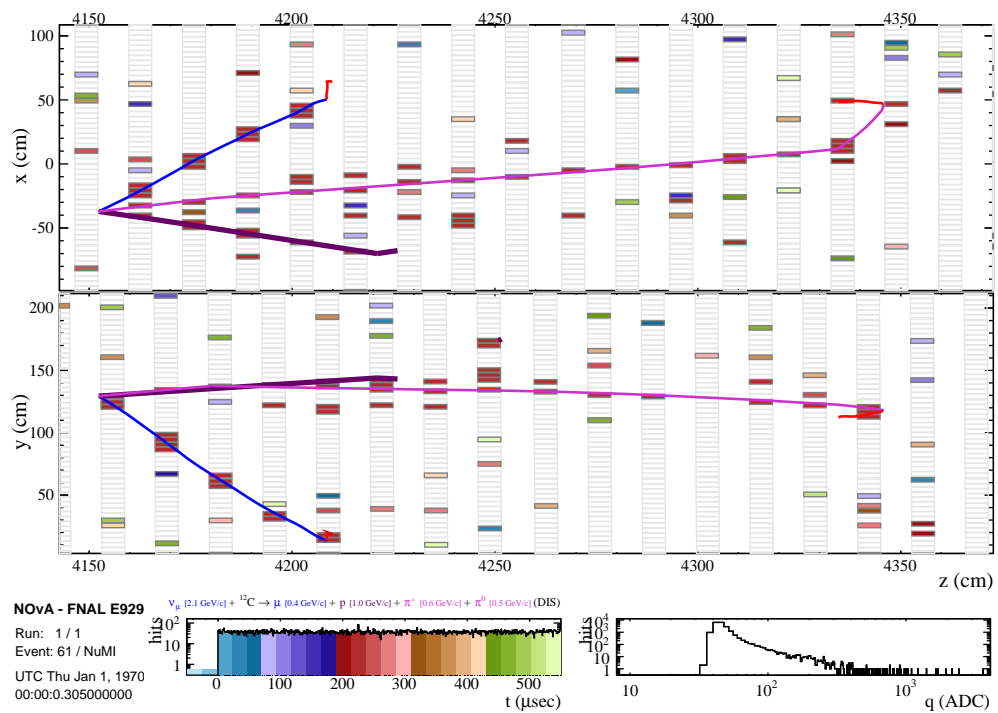 4150 4200 4250 4300 4350
100
50
0
-50
x (cm)
200
150
100
50
y (cm)
4150 4200 4250 4300 4350
z (cm)
NOvA - FNAL E929
Run: 1 / 1
Event: 61 / NuMI
UTC Thu Jan 1, 1970
00:00:0.305000000
νμ [2.1 GeV/c] + ¹²C → μ [0.4 GeV/c] + p [1.0 GeV/c] + π⁺ [0.6 GeV/c] + π⁰ [0.5 GeV/c] (DIS)
hits
10²
10
1
0 100 200 300 400 500
t (μsec)
hits
10⁴
10³
10²
10
1
10 10² 10³
q (ADC)